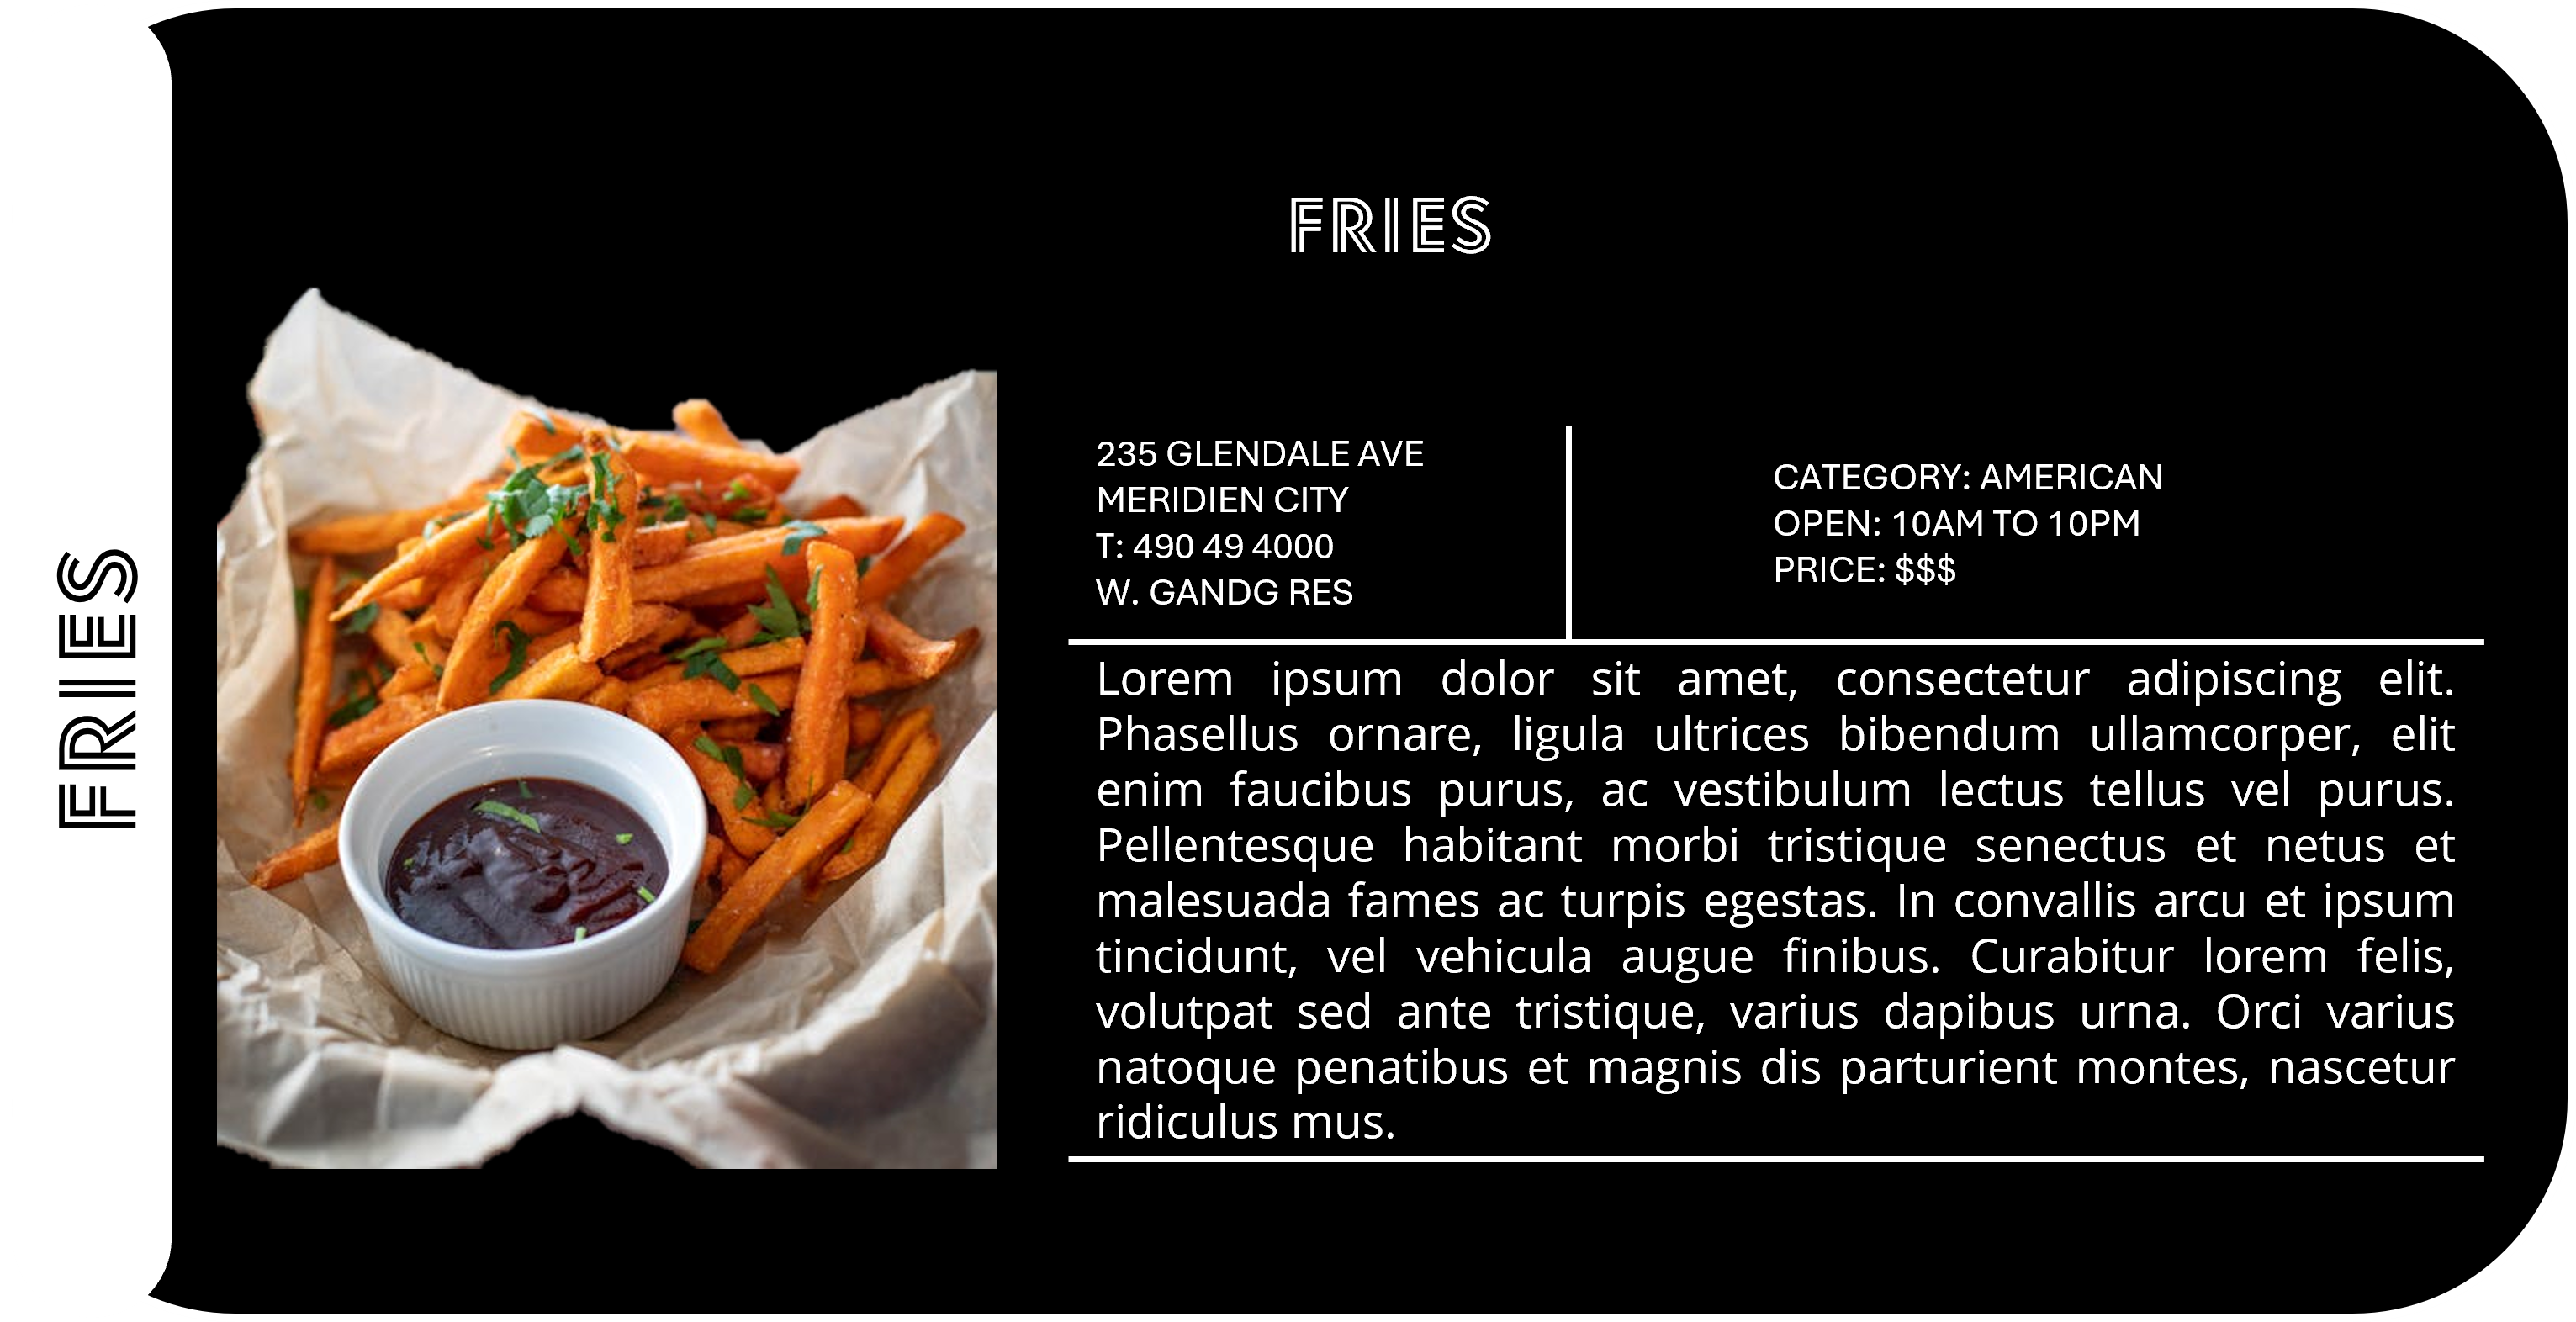 FRIES
FRIES
235 GLENDALE AVE
MERIDIEN CITY
T: 490 49 4000
W. GANDG RES
CATEGORY: AMERICAN
OPEN: 10AM TO 10PM
PRICE: $$$
Lorem ipsum dolor sit amet, consectetur adipiscing elit.
Phasellus ornare, ligula ultrices bibendum ullamcorper, elit
enim faucibus purus, ac vestibulum lectus tellus vel purus.
Pellentesque habitant morbi tristique senectus et netus et
malesuada fames ac turpis egestas. In convallis arcu et ipsum
tincidunt, vel vehicula augue finibus. Curabitur lorem felis,
volutpat sed ante tristique, varius dapibus urna. Orci varius
natoque penatibus et magnis dis parturient montes, nascetur
ridiculus mus.